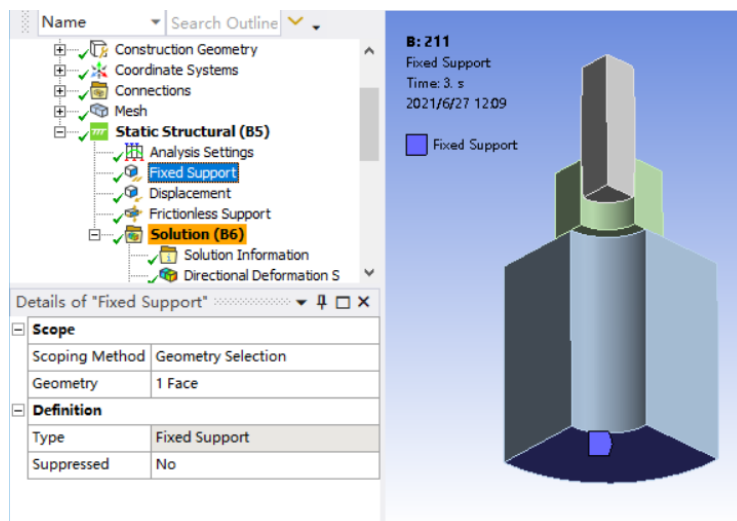 Name
Search Outline
Construction Geometry
Coordinate Systems
Connections
Mesh
Static Structural (B5)
Analysis Settings
Fixed Support
Displacement
Frictionless Support
Solution (B6)
Solution Information
Directional Deformation S
Details of "Fixed Support"
Scope
Scoping Method Geometry Selection
Geometry 1 Face
Definition
Type Fixed Support
Suppressed No
B: 211
Fixed Support
Time: 3. s
2021/6/27 12:09
Fixed Support